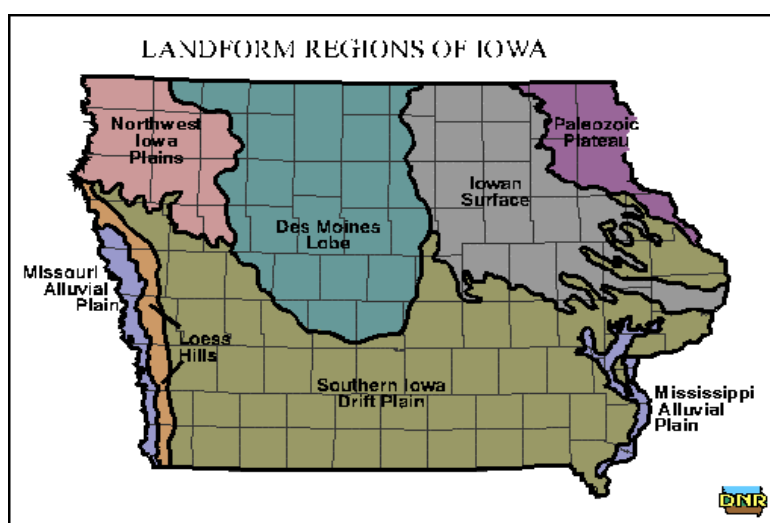 LANDFORM REGIONS OF IOWA
Northwest
Iowa
Plains
Paleozoic
Plateau
Iowan
Surface
Des Moines
Lobe
Missouri
Alluvial
Plain
Loess
Hills
Southern Iowa
Drift Plain
Mississippi
Alluvial
Plain
DNR